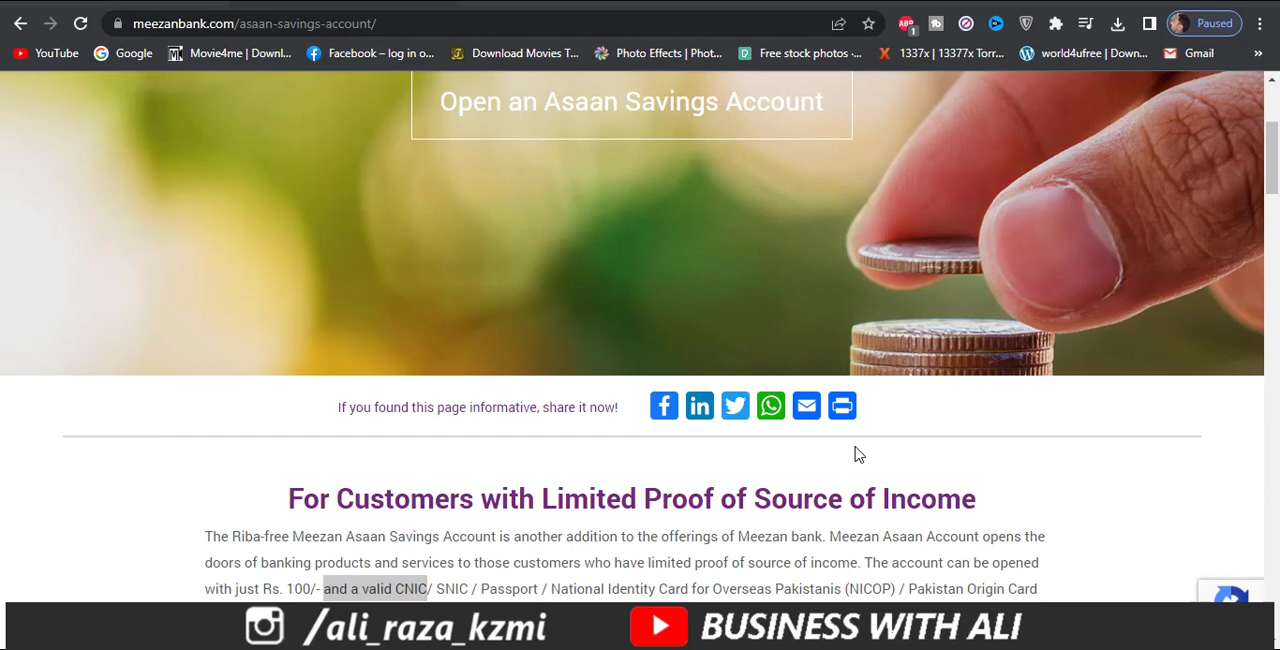 meezanbank.com/asaan-savings-account/
ABP
1
tb
Paused
YouTube
Google
Movie4me | Downl...
Facebook – log in o...
Download Movies T...
Photo Effects | Phot...
Free stock photos ·...
1337x | 13377x Torr...
world4ufree | Down...
Gmail
»
Open an Asaan Savings Account
If you found this page informative, share it now!
For Customers with Limited Proof of Source of Income
The Riba-free Meezan Asaan Savings Account is another addition to the offerings of Meezan bank. Meezan Asaan Account opens the
doors of banking products and services to those customers who have limited proof of source of income. The account can be opened
with just Rs. 100/- and a valid CNIC/ SNIC / Passport / National Identity Card for Overseas Pakistanis (NICOP) / Pakistan Origin Card
/ali_raza_kzmi
BUSINESS WITH ALI